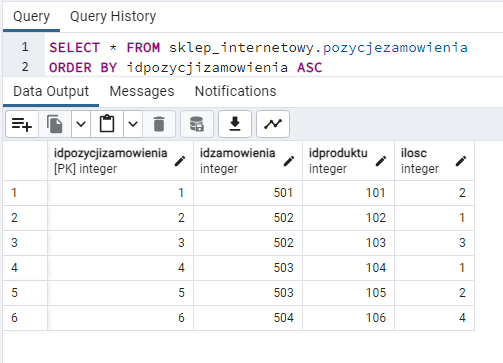 Query Query History
1 SELECT * FROM sklep_internetowy.pozycjezamowienia
2 ORDER BY idpozycjizamowienia ASC
Data Output Messages Notifications
idpozycjizamowienia idzamowienia idproduktu ilosc
[PK] integer integer integer integer
1 1 501 101 2
2 2 502 102 1
3 3 502 103 3
4 4 503 104 1
5 5 503 105 2
6 6 504 106 4